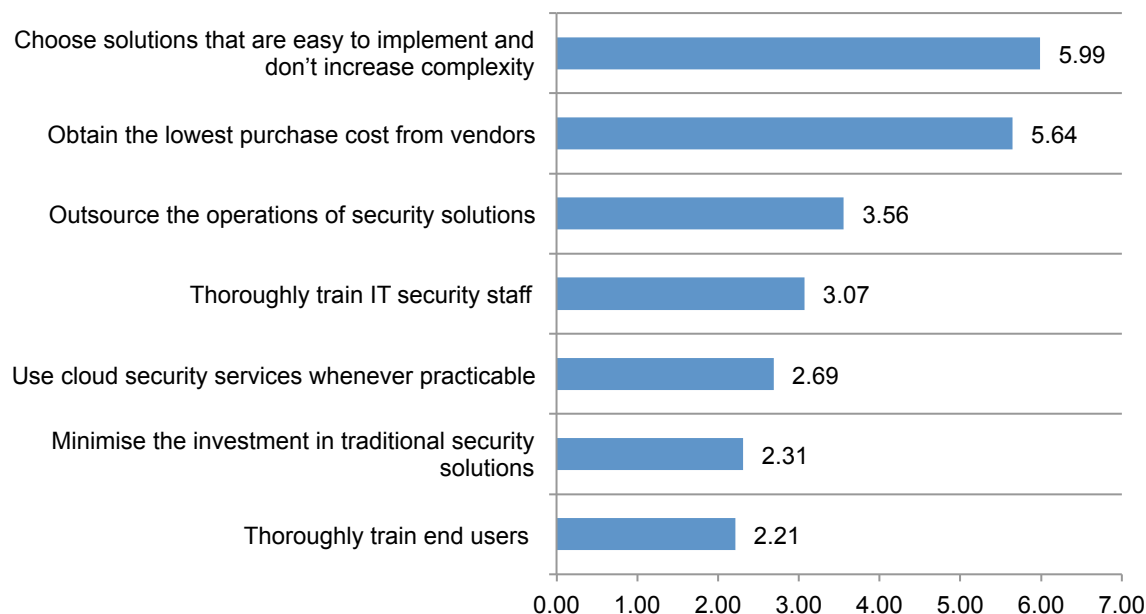 Choose solutions that are easy to implement and
don’t increase complexity
5.99
Obtain the lowest purchase cost from vendors
5.64
Outsource the operations of security solutions
3.56
Thoroughly train IT security staff
3.07
Use cloud security services whenever practicable
2.69
Minimise the investment in traditional security
solutions
2.31
Thoroughly train end users
2.21
0.00 1.00 2.00 3.00 4.00 5.00 6.00 7.00